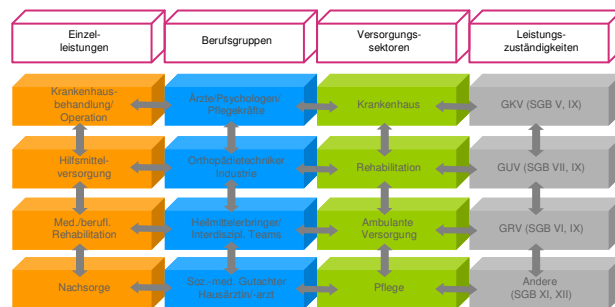 Einzel-
leistungen
Berufsgruppen
Versorgungs-
sektoren
Leistungs-
zuständigkeiten
Krankenhaus-
behandlung/
Operation
Ärzte/Psychologen/
Pflegekräfte
Krankenhaus
GKV (SGB V, IX)
Hilfsmittel-
versorgung
Orthopädietechniker
Industrie
Rehabilitation
GUV (SGB VII, IX)
Med./berufl.
Rehabilitation
Heilmittelerbringer/
Interdiszipl. Teams
Ambulante
Versorgung
GRV (SGB VI, IX)
Nachsorge
Soz.-med. Gutachter
Hausärztin/-arzt
Pflege
Andere
(SGB XI, XII)